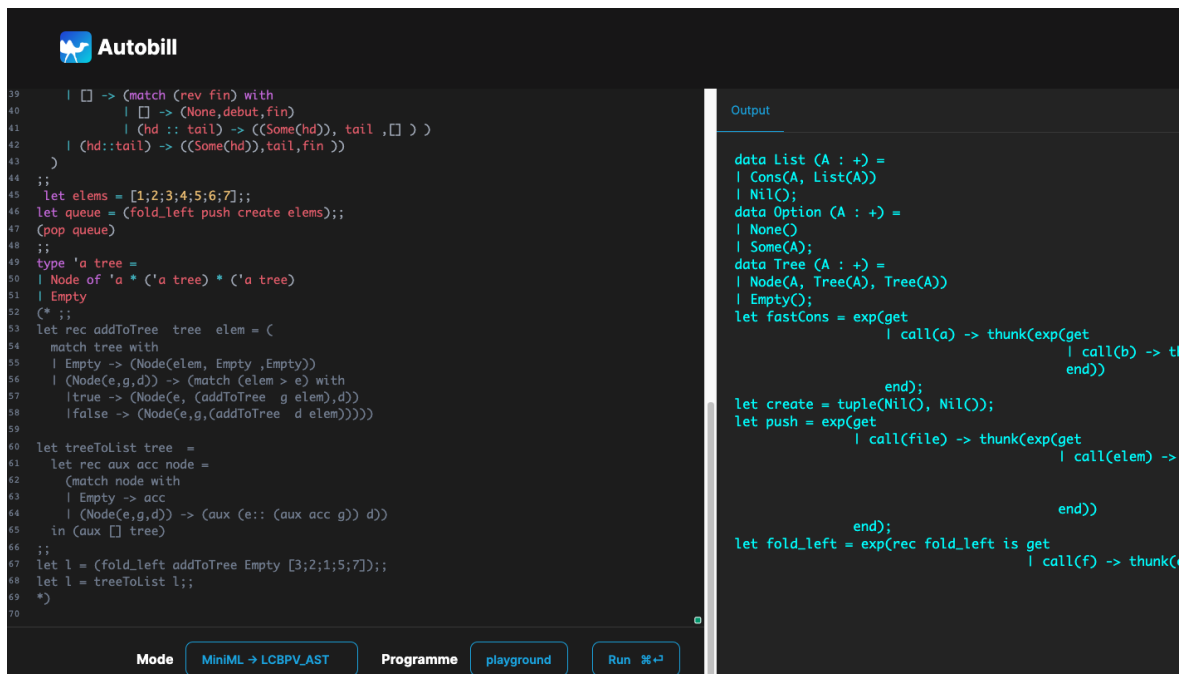 Autobill
39 | [] -> (match (rev fin) with
40 | [] -> (None,debut,fin)
41 | (hd :: tail) -> ((Some(hd)), tail ,[] ) )
42 | (hd::tail) -> ((Some(hd)),tail,fin ))
43 )
44 ;;
45 let elems = [1;2;3;4;5;6;7];;
46 let queue = (fold_left push create elems);;
47 (pop queue)
48 ;;
49 type 'a tree =
50 | Node of 'a * ('a tree) * ('a tree)
51 | Empty
52 (* ;;
53 let rec addToTree tree elem = (
54 match tree with
55 | Empty -> (Node(elem, Empty ,Empty))
56 | (Node(e,g,d)) -> (match (elem > e) with
57 |true -> (Node(e, (addToTree g elem),d))
58 |false -> (Node(e,g,(addToTree d elem)))))
59
60 let treeToList tree =
61 let rec aux acc node =
62 (match node with
63 | Empty -> acc
64 | (Node(e,g,d)) -> (aux (e:: (aux acc g)) d))
65 in (aux [] tree)
66 ;;
67 let l = (fold_left addToTree Empty [3;2;1;5;7]);;
68 let l = treeToList l;;
69 *)
70
Mode MiniML → LCBPV_AST Programme playground Run ⌘⏎
Output
data List (A : +) =
| Cons(A, List(A))
| Nil();
data Option (A : +) =
| None()
| Some(A);
data Tree (A : +) =
| Node(A, Tree(A), Tree(A))
| Empty();
let fastCons = exp(get
| call(a) -> thunk(exp(get
| call(b) -> th
end))
end);
let create = tuple(Nil(), Nil());
let push = exp(get
| call(file) -> thunk(exp(get
| call(elem) ->
end))
end);
let fold_left = exp(rec fold_left is get
| call(f) -> thunk(